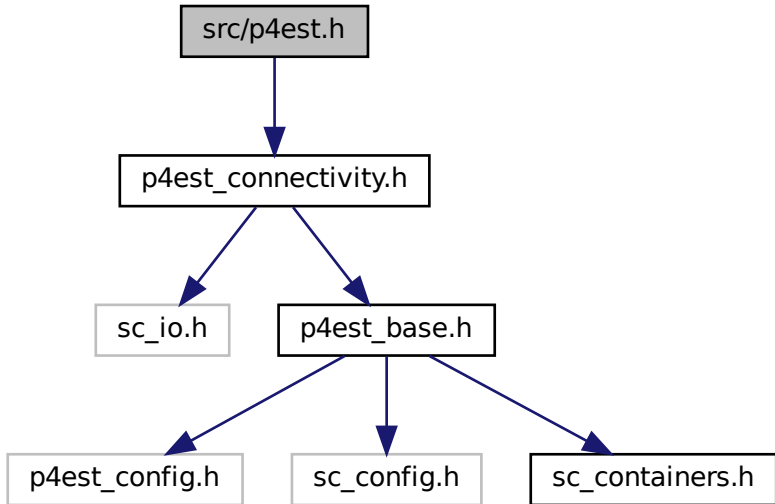 src/p4est.h
p4est_connectivity.h
sc_io.h
p4est_base.h
p4est_config.h
sc_config.h
sc_containers.h